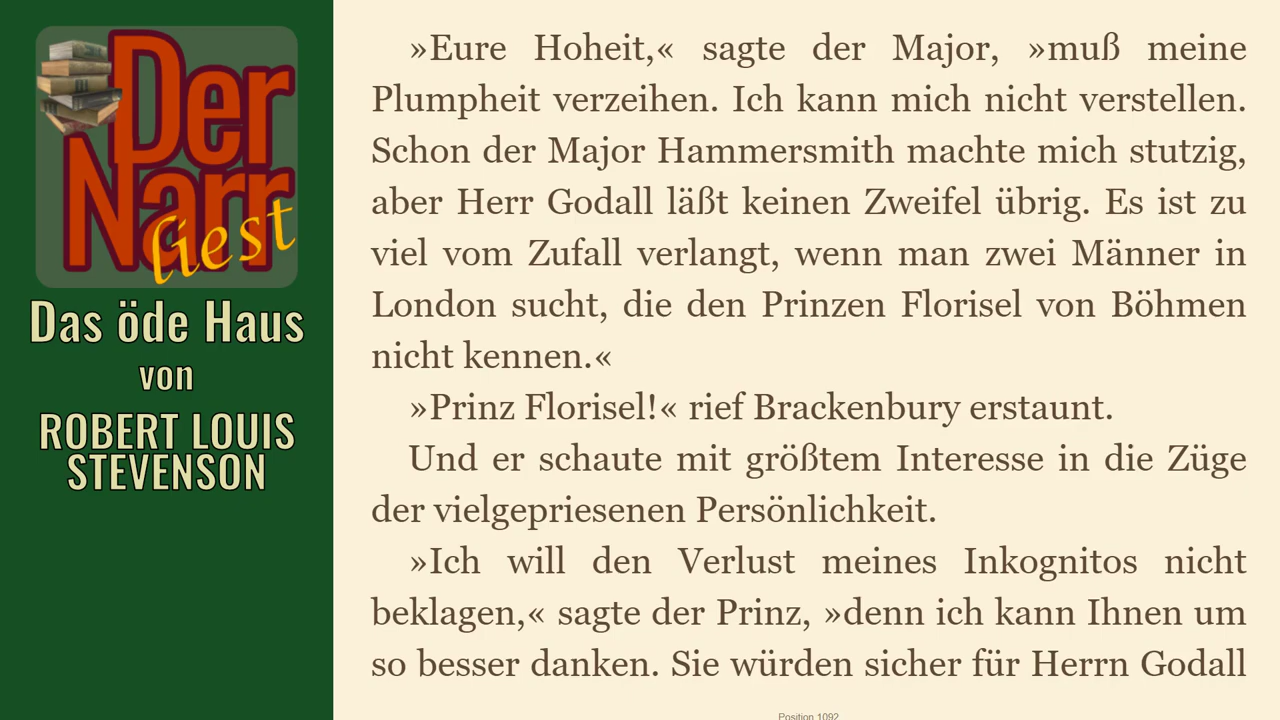 Der
Narr
liest
Das öde Haus
von
ROBERT LOUIS
STEVENSON
»Eure Hoheit,« sagte der Major, »muß meine
Plumpheit verzeihen. Ich kann mich nicht verstellen.
Schon der Major Hammersmith machte mich stutzig,
aber Herr Godall läßt keinen Zweifel übrig. Es ist zu
viel vom Zufall verlangt, wenn man zwei Männer in
London sucht, die den Prinzen Florisel von Böhmen
nicht kennen.«
»Prinz Florisel!« rief Brackenbury erstaunt.
Und er schaute mit größtem Interesse in die Züge
der vielgepriesenen Persönlichkeit.
»Ich will den Verlust meines Inkognitos nicht
beklagen,« sagte der Prinz, »denn ich kann Ihnen um
so besser danken. Sie würden sicher für Herrn Godall
Position 1092